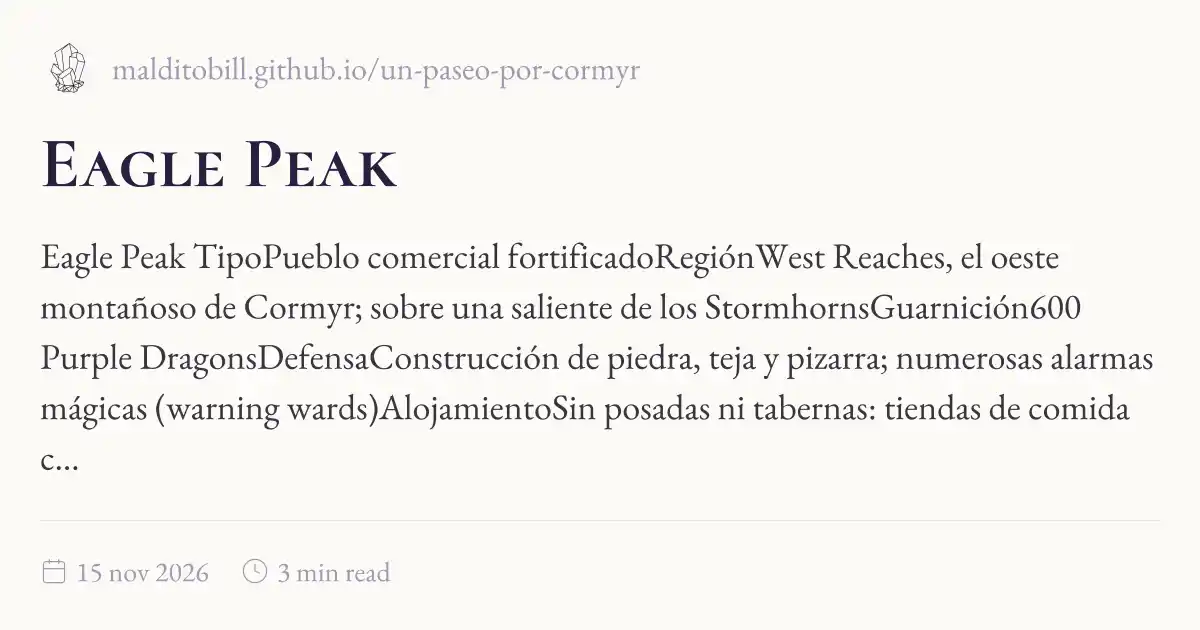 malditobill.github.io/un-paseo-por-cormyr
Eagle Peak
Eagle Peak TipoPueblo comercial fortificadoRegiónWest Reaches, el oeste
montañoso de Cormyr; sobre una saliente de los StormhornsGuarnición600
Purple DragonsDefensaConstrucción de piedra, teja y pizarra; numerosas alarmas
mágicas (warning wards)AlojamientoSin posadas ni tabernas: tiendas de comida
c...
15 nov 2026 3 min read